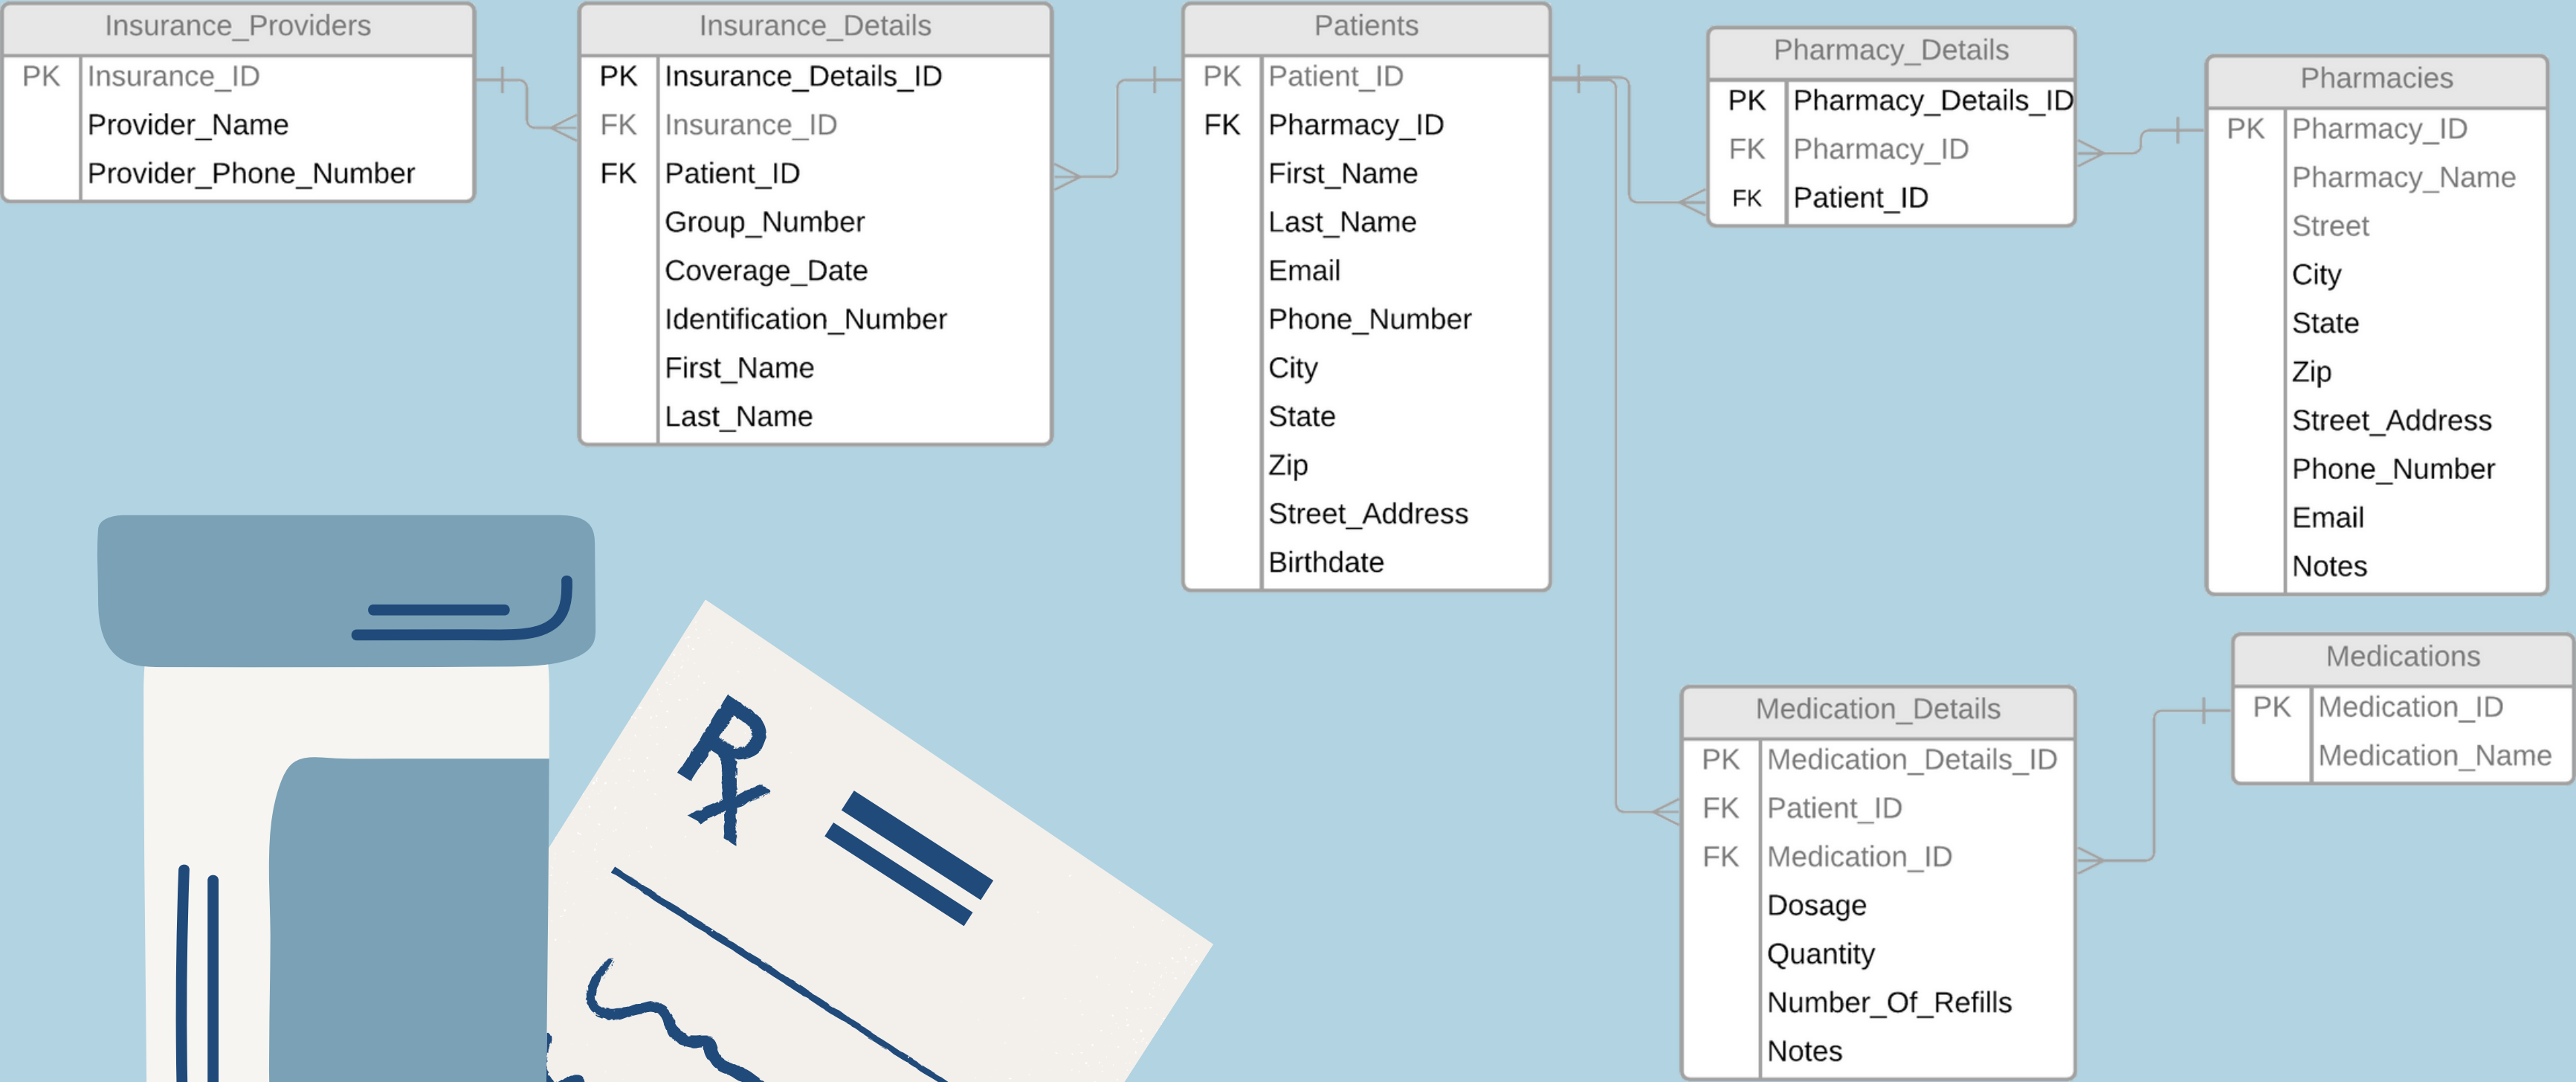 Insurance_Providers
PK Insurance_ID
Provider_Name
Provider_Phone_Number
Insurance_Details
PK Insurance_Details_ID
FK Insurance_ID
FK Patient_ID
Group_Number
Coverage_Date
Identification_Number
First_Name
Last_Name
Patients
PK Patient_ID
FK Pharmacy_ID
First_Name
Last_Name
Email
Phone_Number
City
State
Zip
Street_Address
Birthdate
Pharmacy_Details
PK Pharmacy_Details_ID
FK Pharmacy_ID
FK Patient_ID
Pharmacies
PK Pharmacy_ID
Pharmacy_Name
Street
City
State
Zip
Street_Address
Phone_Number
Email
Notes
Medication_Details
PK Medication_Details_ID
FK Patient_ID
FK Medication_ID
Dosage
Quantity
Number_Of_Refills
Notes
Medications
PK Medication_ID
Medication_Name
Rx